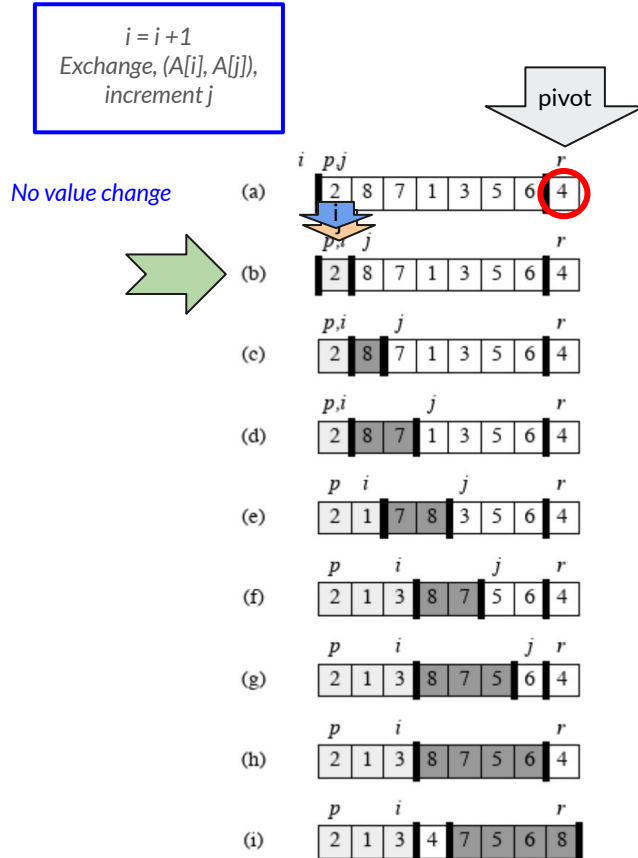 i = i +1
Exchange, (A[i], A[j]),
increment j
pivot
i p,j r
No value change
(a) 2 8 7 1 3 5 6 4
i
p,i j r
(b) 2 8 7 1 3 5 6 4
p,i j r
(c) 2 8 7 1 3 5 6 4
p,i j r
(d) 2 8 7 1 3 5 6 4
p i j r
(e) 2 1 7 8 3 5 6 4
p i j r
(f) 2 1 3 8 7 5 6 4
p i j r
(g) 2 1 3 8 7 5 6 4
p i r
(h) 2 1 3 8 7 5 6 4
p i r
(i) 2 1 3 4 7 5 6 8